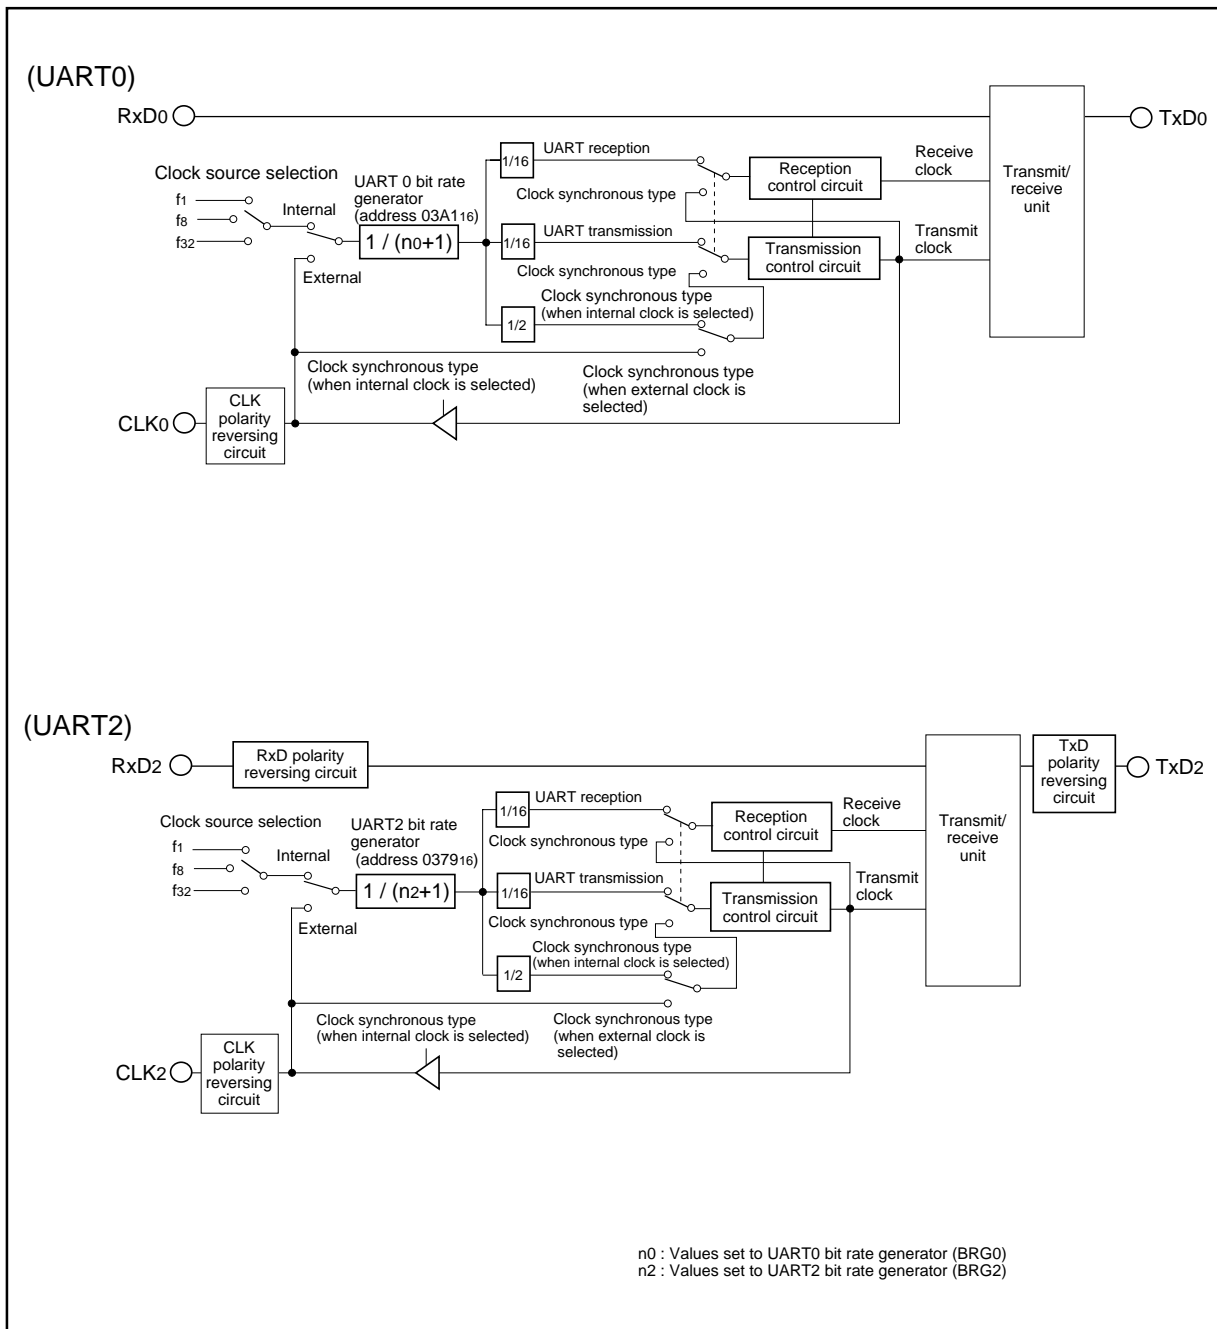 (UART0)
RxD0
TxD0
Clock source selection
f1
f8
f32
Internal
External
UART 0 bit rate
generator
(address 03A116)
1 / (n0+1)
1/16
UART reception
Clock synchronous type
1/16
UART transmission
Clock synchronous type
1/2
Clock synchronous type
(when internal clock is selected)
Reception
control circuit
Transmission
control circuit
Receive
clock
Transmit
clock
Transmit/
receive
unit
Clock synchronous type
(when internal clock is selected)
Clock synchronous type
(when external clock is
selected)
CLK0
CLK
polarity
reversing
circuit
(UART2)
RxD2
RxD polarity
reversing circuit
TxD
polarity
reversing
circuit
TxD2
Clock source selection
f1
f8
f32
Internal
External
UART2 bit rate
generator
(address 037916)
1 / (n2+1)
1/16
UART reception
Clock synchronous type
1/16
UART transmission
Clock synchronous type
1/2
Clock synchronous type
(when internal clock is selected)
Reception
control circuit
Transmission
control circuit
Receive
clock
Transmit
clock
Transmit/
receive
unit
Clock synchronous type
(when internal clock is selected)
Clock synchronous type
(when external clock is
selected)
CLK2
CLK
polarity
reversing
circuit
n0 : Values set to UART0 bit rate generator (BRG0)
n2 : Values set to UART2 bit rate generator (BRG2)